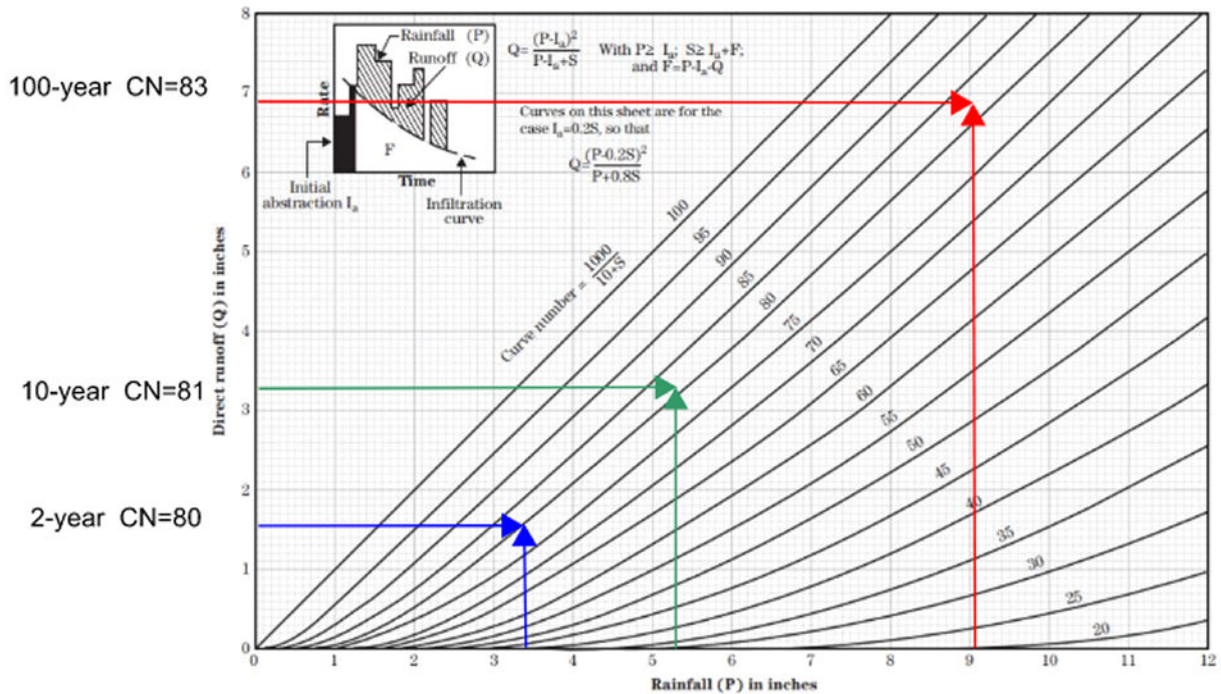 100-year CN=83
10-year CN=81
2-year CN=80
Direct runoff (Q) in inches
8
7
6
5
4
3
2
1
0
Rainfall (P)
Runoff (Q)
Rate
F
Time
Initial
abstraction Iₐ
Infiltration
curve
Q=(P-Iₐ)²/P-Iₐ+S With P≥ Iₐ; S≥ Iₐ+F;
and F=P-Iₐ-Q
Curves on this sheet are for the
case Iₐ=0.2S, so that
Q=(P-0.2S)²/P+0.8S
Curve number = 1000/10+S
100
95
90
85
80
75
70
65
60
55
50
45
40
35
30
25
20
0 1 2 3 4 5 6 7 8 9 10 11 12
Rainfall (P) in inches